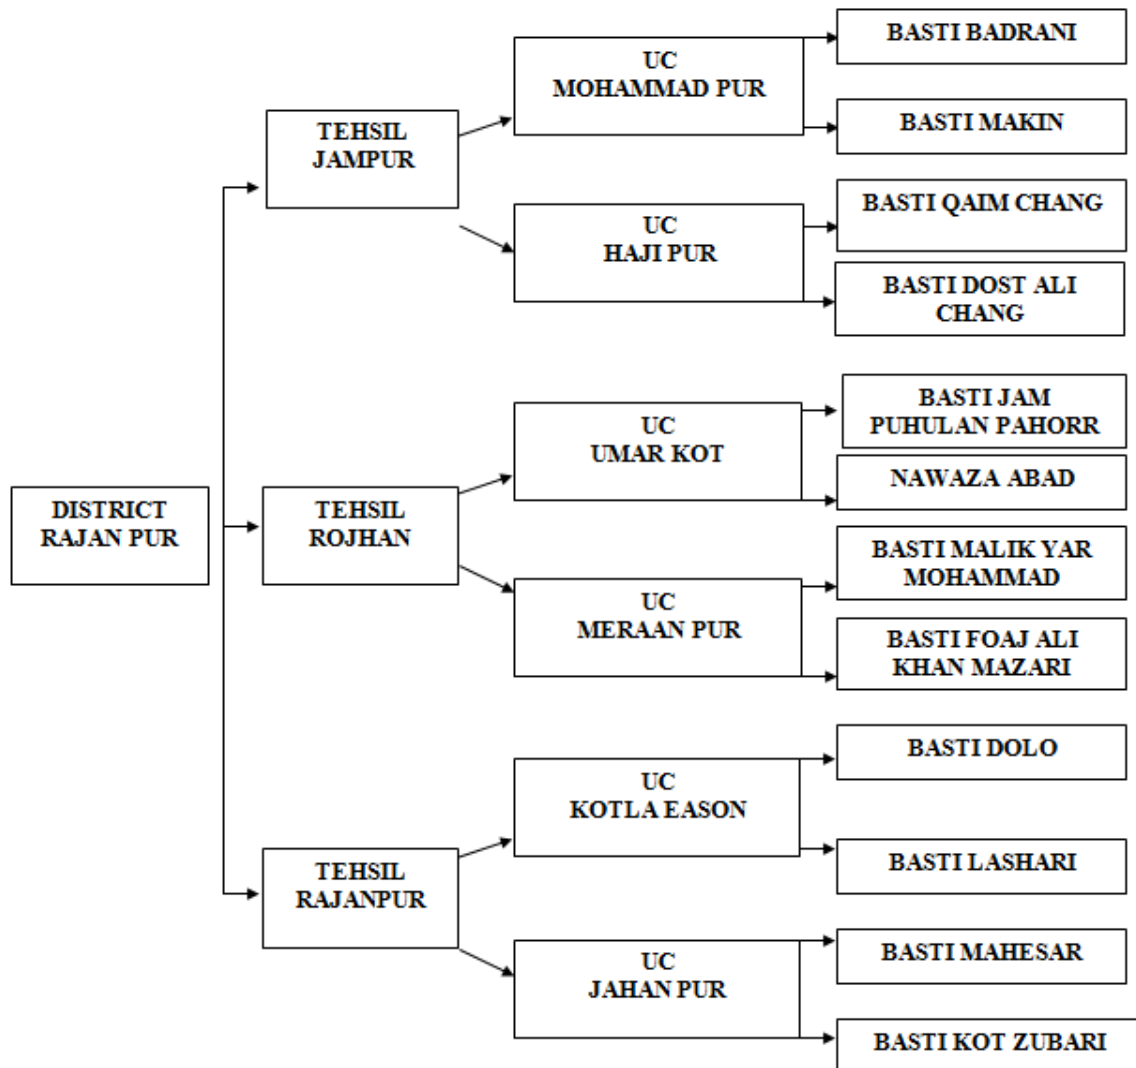 DISTRICT
RAJAN PUR
TEHSIL
JAMPUR
UC
MOHAMMAD PUR
BASTI BADRANI
BASTI MAKIN
UC
HAJI PUR
BASTI QAIM CHANG
BASTI DOST ALI
CHANG
TEHSIL
ROJHAN
UC
UMAR KOT
BASTI JAM
PUHULAN PAHORR
NAWAZA ABAD
UC
MERAAN PUR
BASTI MALIK YAR
MOHAMMAD
BASTI FOAJ ALI
KHAN MAZARI
TEHSIL
RAJANPUR
UC
KOTLA EASON
BASTI DOLO
BASTI LASHARI
UC
JAHAN PUR
BASTI MAHESAR
BASTI KOT ZUBARI